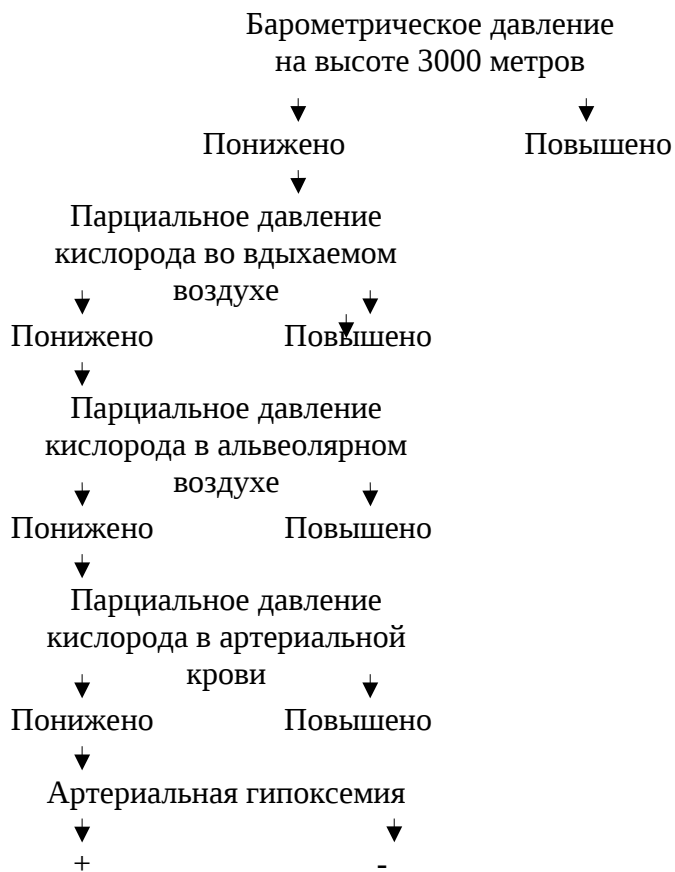 Барометрическое давление
на высоте 3000 метров
Понижено Повышено
Парциальное давление
кислорода во вдыхаемом
воздухе
Понижено Повышено
Парциальное давление
кислорода в альвеолярном
воздухе
Понижено Повышено
Парциальное давление
кислорода в артериальной
крови
Понижено Повышено
Артериальная гипоксемия
+ -